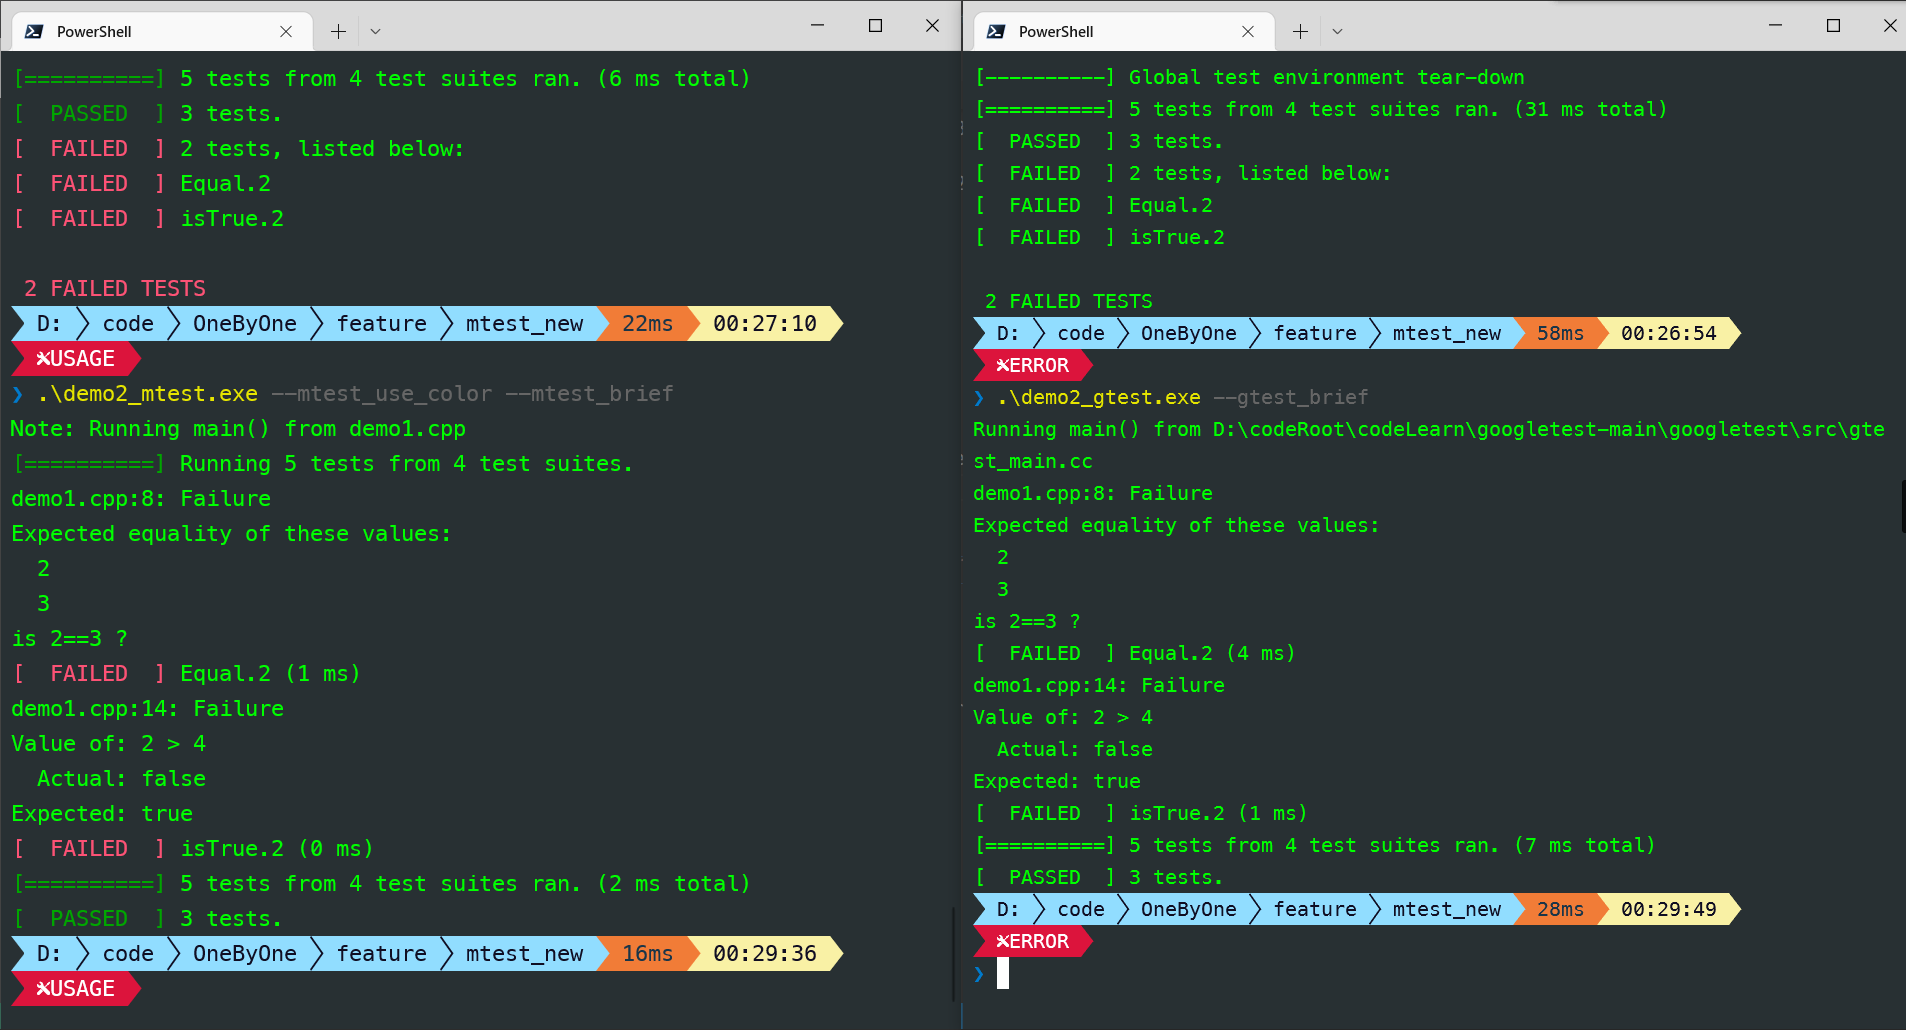 PowerShell
[==========] 5 tests from 4 test suites ran. (6 ms total)
[  PASSED  ] 3 tests.
[  FAILED  ] 2 tests, listed below:
[  FAILED  ] Equal.2
[  FAILED  ] isTrue.2
 2 FAILED TESTS
D: code OneByOne feature mtest_new 22ms 00:27:10
USAGE
❯ .\demo2_mtest.exe --mtest_use_color --mtest_brief
Note: Running main() from demo1.cpp
[==========] Running 5 tests from 4 test suites.
demo1.cpp:8: Failure
Expected equality of these values:
  2
  3
is 2==3 ?
[  FAILED  ] Equal.2 (1 ms)
demo1.cpp:14: Failure
Value of: 2 > 4
  Actual: false
Expected: true
[  FAILED  ] isTrue.2 (0 ms)
[==========] 5 tests from 4 test suites ran. (2 ms total)
[  PASSED  ] 3 tests.
D: code OneByOne feature mtest_new 16ms 00:29:36
USAGE
PowerShell
[----------] Global test environment tear-down
[==========] 5 tests from 4 test suites ran. (31 ms total)
[  PASSED  ] 3 tests.
[  FAILED  ] 2 tests, listed below:
[  FAILED  ] Equal.2
[  FAILED  ] isTrue.2
 2 FAILED TESTS
D: code OneByOne feature mtest_new 58ms 00:26:54
ERROR
❯ .\demo2_gtest.exe --gtest_brief
Running main() from D:\codeRoot\codeLearn\googletest-main\googletest\src\gte
st_main.cc
demo1.cpp:8: Failure
Expected equality of these values:
  2
  3
is 2==3 ?
[  FAILED  ] Equal.2 (4 ms)
demo1.cpp:14: Failure
Value of: 2 > 4
  Actual: false
Expected: true
[  FAILED  ] isTrue.2 (1 ms)
[==========] 5 tests from 4 test suites ran. (7 ms total)
[  PASSED  ] 3 tests.
D: code OneByOne feature mtest_new 28ms 00:29:49
ERROR
❯